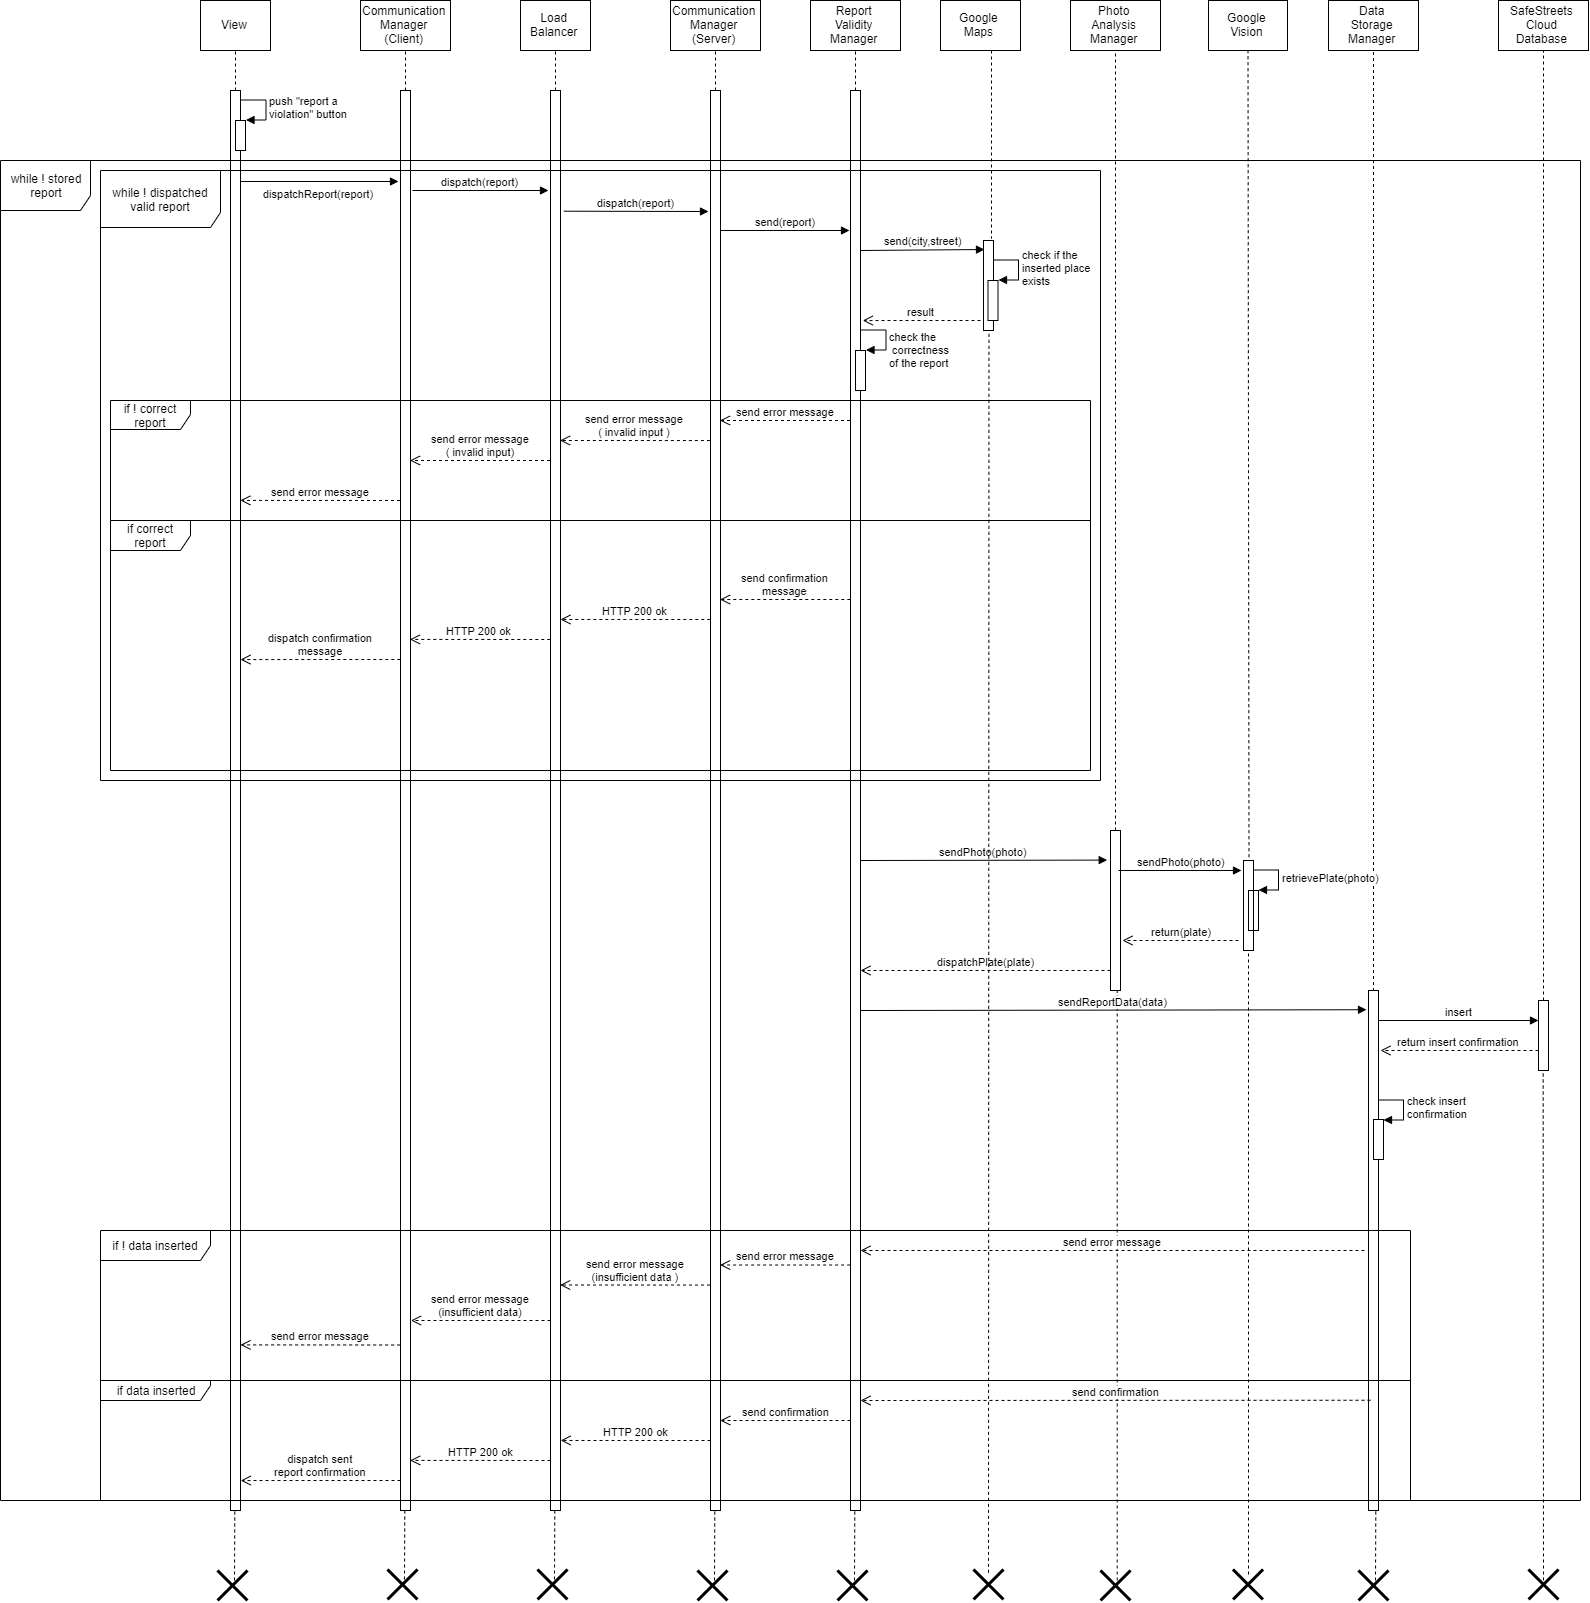 View
Communication
Manager
(Client)
Load
Balancer
Communication
Manager
(Server)
Report
Validity
Manager
Google
Maps
Photo
Analysis
Manager
Google
Vision
Data
Storage
Manager
SafeStreets
Cloud
Database
push "report a
violation" button
while ! stored
report
while ! dispatched
valid report
dispatchReport(report)
dispatch(report)
dispatch(report)
send(report)
send(city,street)
check if the
inserted place
exists
result
check the
correctness
of the report
if ! correct
report
send error message
send error message
( invalid input )
send error message
( invalid input)
send error message
if correct
report
send confirmation
message
HTTP 200 ok
HTTP 200 ok
dispatch confirmation
message
sendPhoto(photo)
sendPhoto(photo)
retrievePlate(photo)
return(plate)
dispatchPlate(plate)
sendReportData(data)
insert
return insert confirmation
check insert
confirmation
if ! data inserted
send error message
send error message
send error message
(insufficient data )
send error message
(insufficient data)
send error message
if data inserted
send confirmation
send confirmation
HTTP 200 ok
HTTP 200 ok
dispatch sent
report confirmation